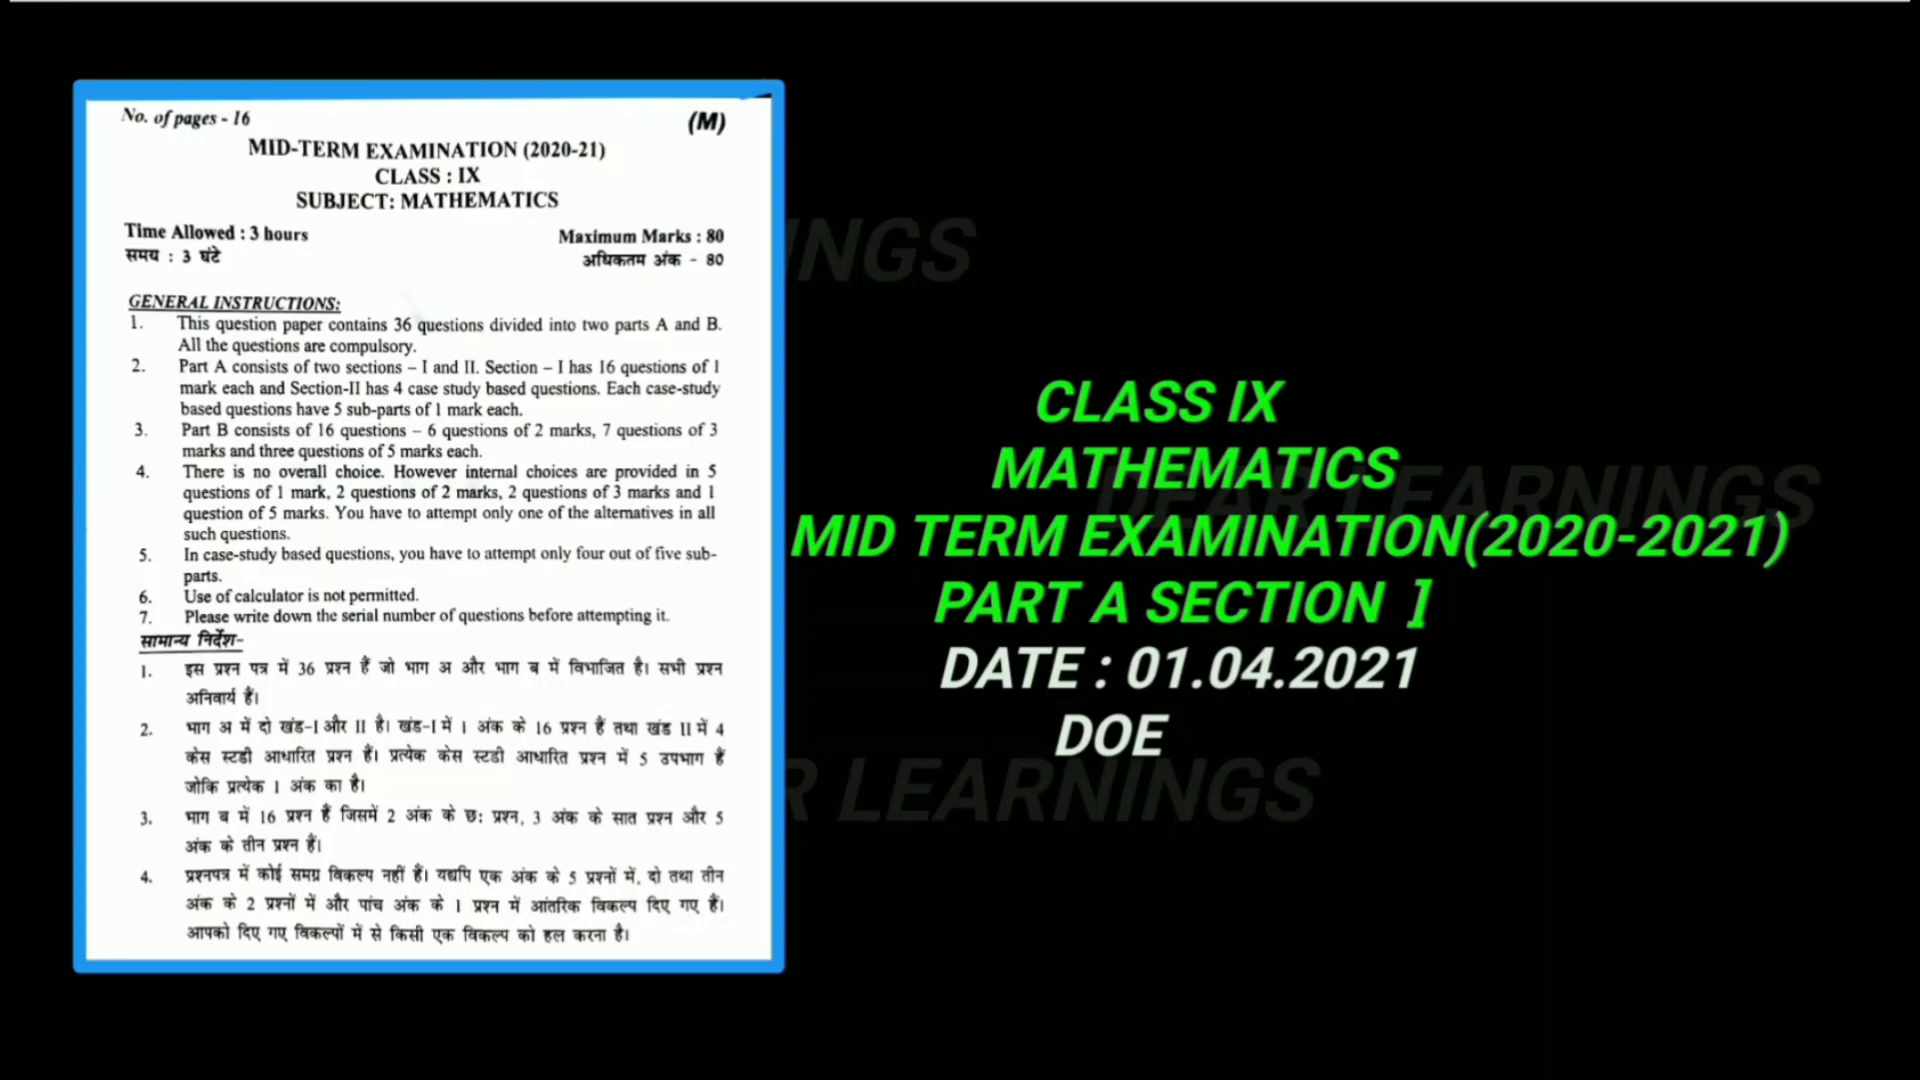 No. of pages - 16
(M)
MID-TERM EXAMINATION (2020-21)
CLASS : IX
SUBJECT: MATHEMATICS
Time Allowed : 3 hours
Maximum Marks : 80
समय : 3 घंटे
अधिकतम अंक - 80
GENERAL INSTRUCTIONS:
1. This question paper contains 36 questions divided into two parts A and B.
All the questions are compulsory.
2. Part A consists of two sections – I and II. Section – I has 16 questions of 1
mark each and Section-II has 4 case study based questions. Each case-study
based questions have 5 sub-parts of 1 mark each.
3. Part B consists of 16 questions – 6 questions of 2 marks, 7 questions of 3
marks and three questions of 5 marks each.
4. There is no overall choice. However internal choices are provided in 5
questions of 1 mark, 2 questions of 2 marks, 2 questions of 3 marks and 1
question of 5 marks. You have to attempt only one of the alternatives in all
such questions.
5. In case-study based questions, you have to attempt only four out of five sub-
parts.
6. Use of calculator is not permitted.
7. Please write down the serial number of questions before attempting it.
सामान्य निर्देश-
1. इस प्रश्न पत्र में 36 प्रश्न हैं जो भाग अ और भाग ब में विभाजित है। सभी प्रश्न
अनिवार्य हैं।
2. भाग अ में दो खंड-I और II है। खंड-I में 1 अंक के 16 प्रश्न हैं तथा खंड II में 4
केस स्टडी आधारित प्रश्न हैं। प्रत्येक केस स्टडी आधारित प्रश्न में 5 उपभाग हैं
जोकि प्रत्येक 1 अंक का है।
3. भाग ब में 16 प्रश्न हैं जिसमें 2 अंक के छः प्रश्न, 3 अंक के सात प्रश्न और 5
अंक के तीन प्रश्न हैं।
4. प्रश्नपत्र में कोई समग्र विकल्प नहीं हैं। यद्यपि एक अंक के 5 प्रश्नों में, दो तथा तीन
अंक के 2 प्रश्नों में और पांच अंक के 1 प्रश्न में आंतरिक विकल्प दिए गए हैं।
आपको दिए गए विकल्पों में से किसी एक विकल्प को हल करना है।
CLASS IX
MATHEMATICS
MID TERM EXAMINATION(2020-2021)
PART A SECTION ]
DATE : 01.04.2021
DOE
NGS
DEAR LEARNINGS
R LEARNINGS